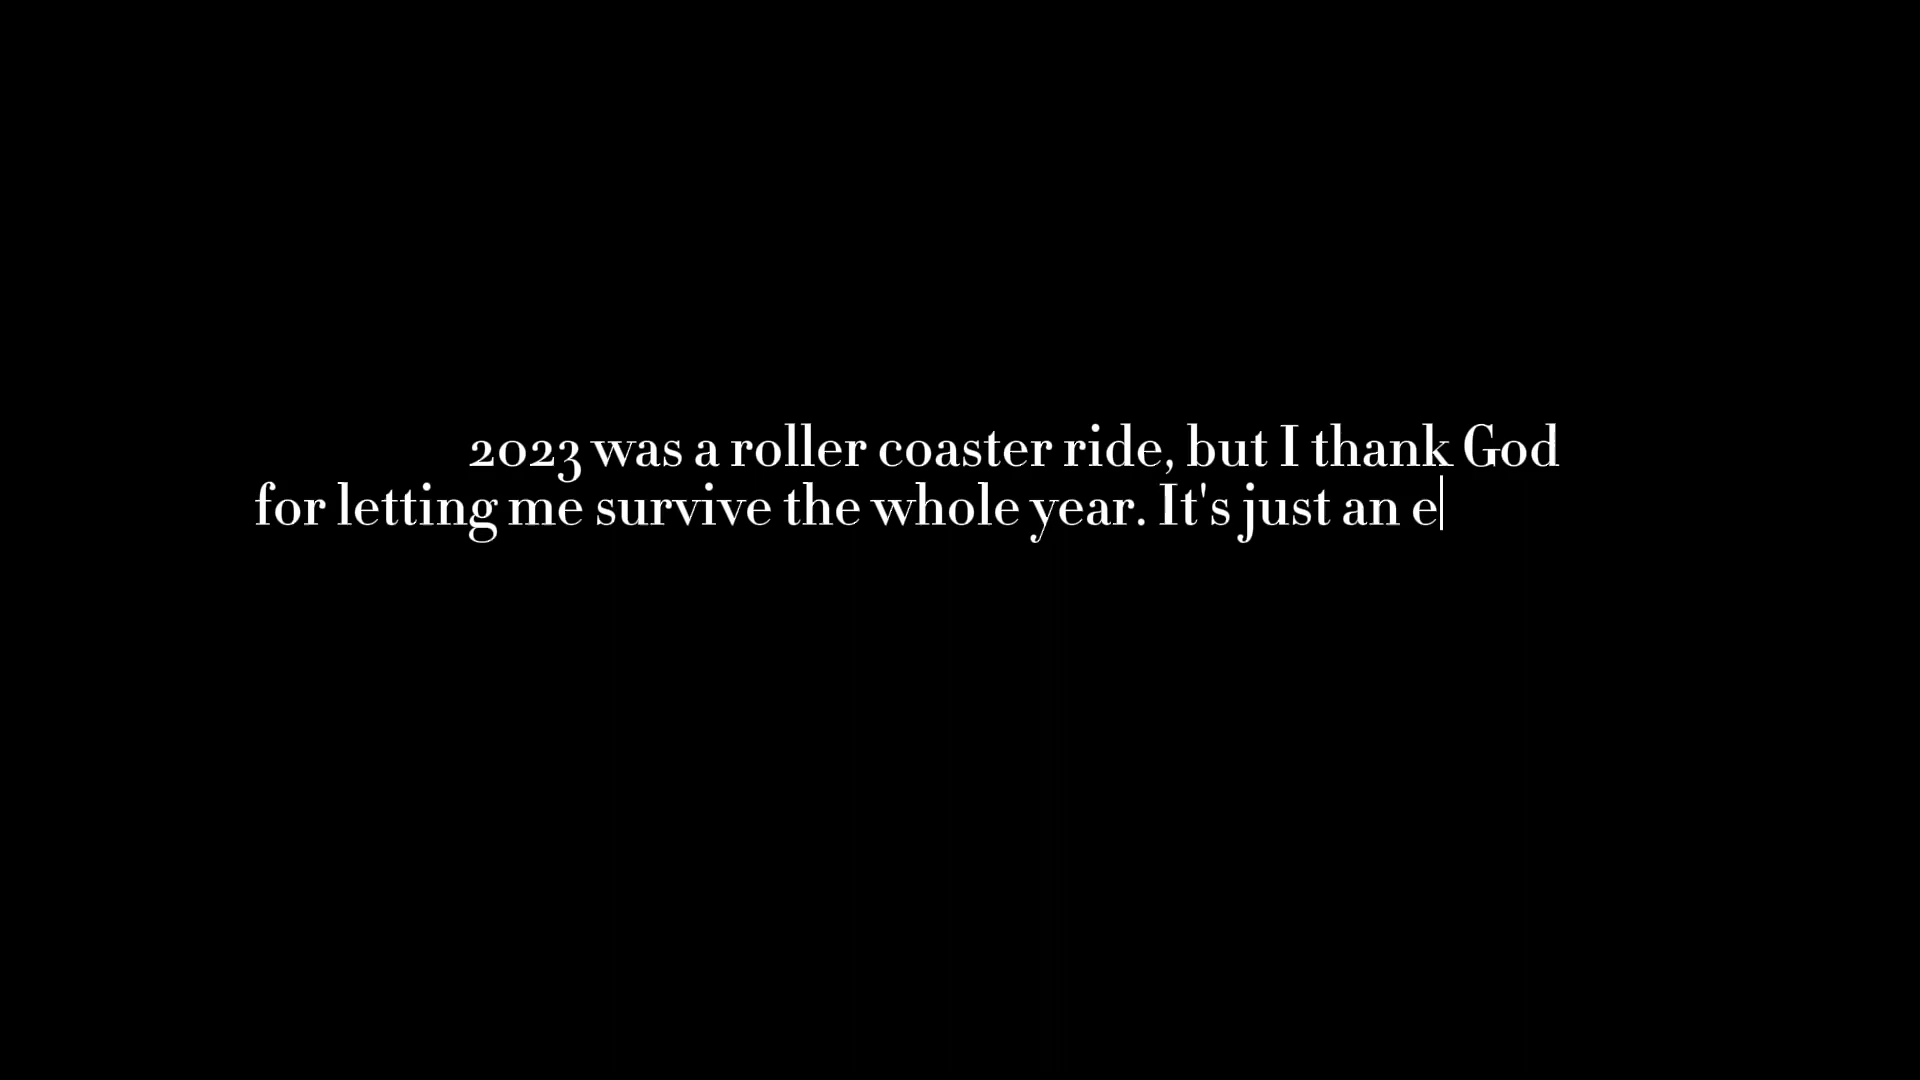 2023 was a roller coaster ride, but I thank God
for letting me survive the whole year. It's just an e